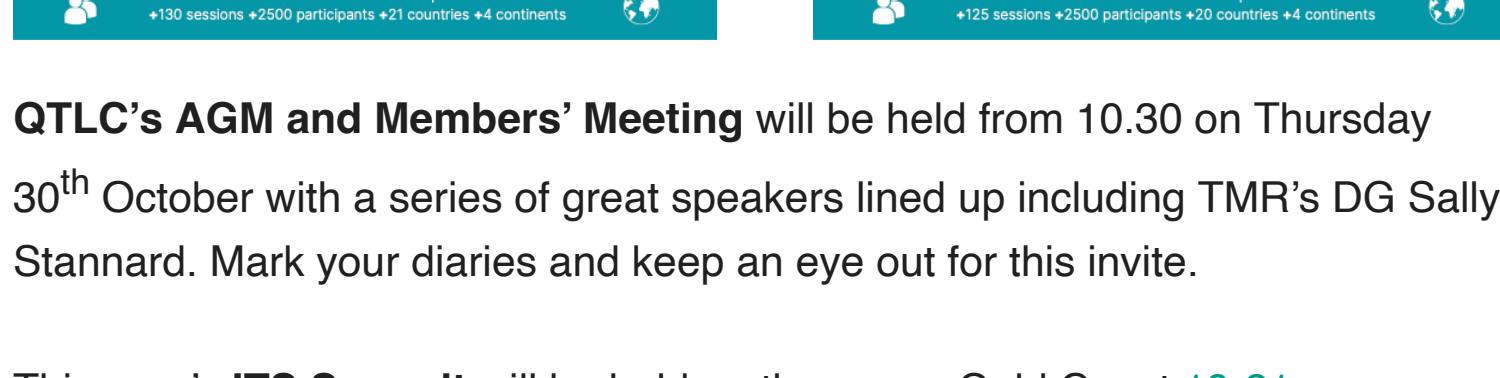 +130 sessions +2500 participants +21 countries +4 continents
+125 sessions +2500 participants +20 countries +4 continents
QTLC’s AGM and Members’ Meeting will be held from 10.30 on Thursday
30th October with a series of great speakers lined up including TMR’s DG Sally
Stannard. Mark your diaries and keep an eye out for this invite.